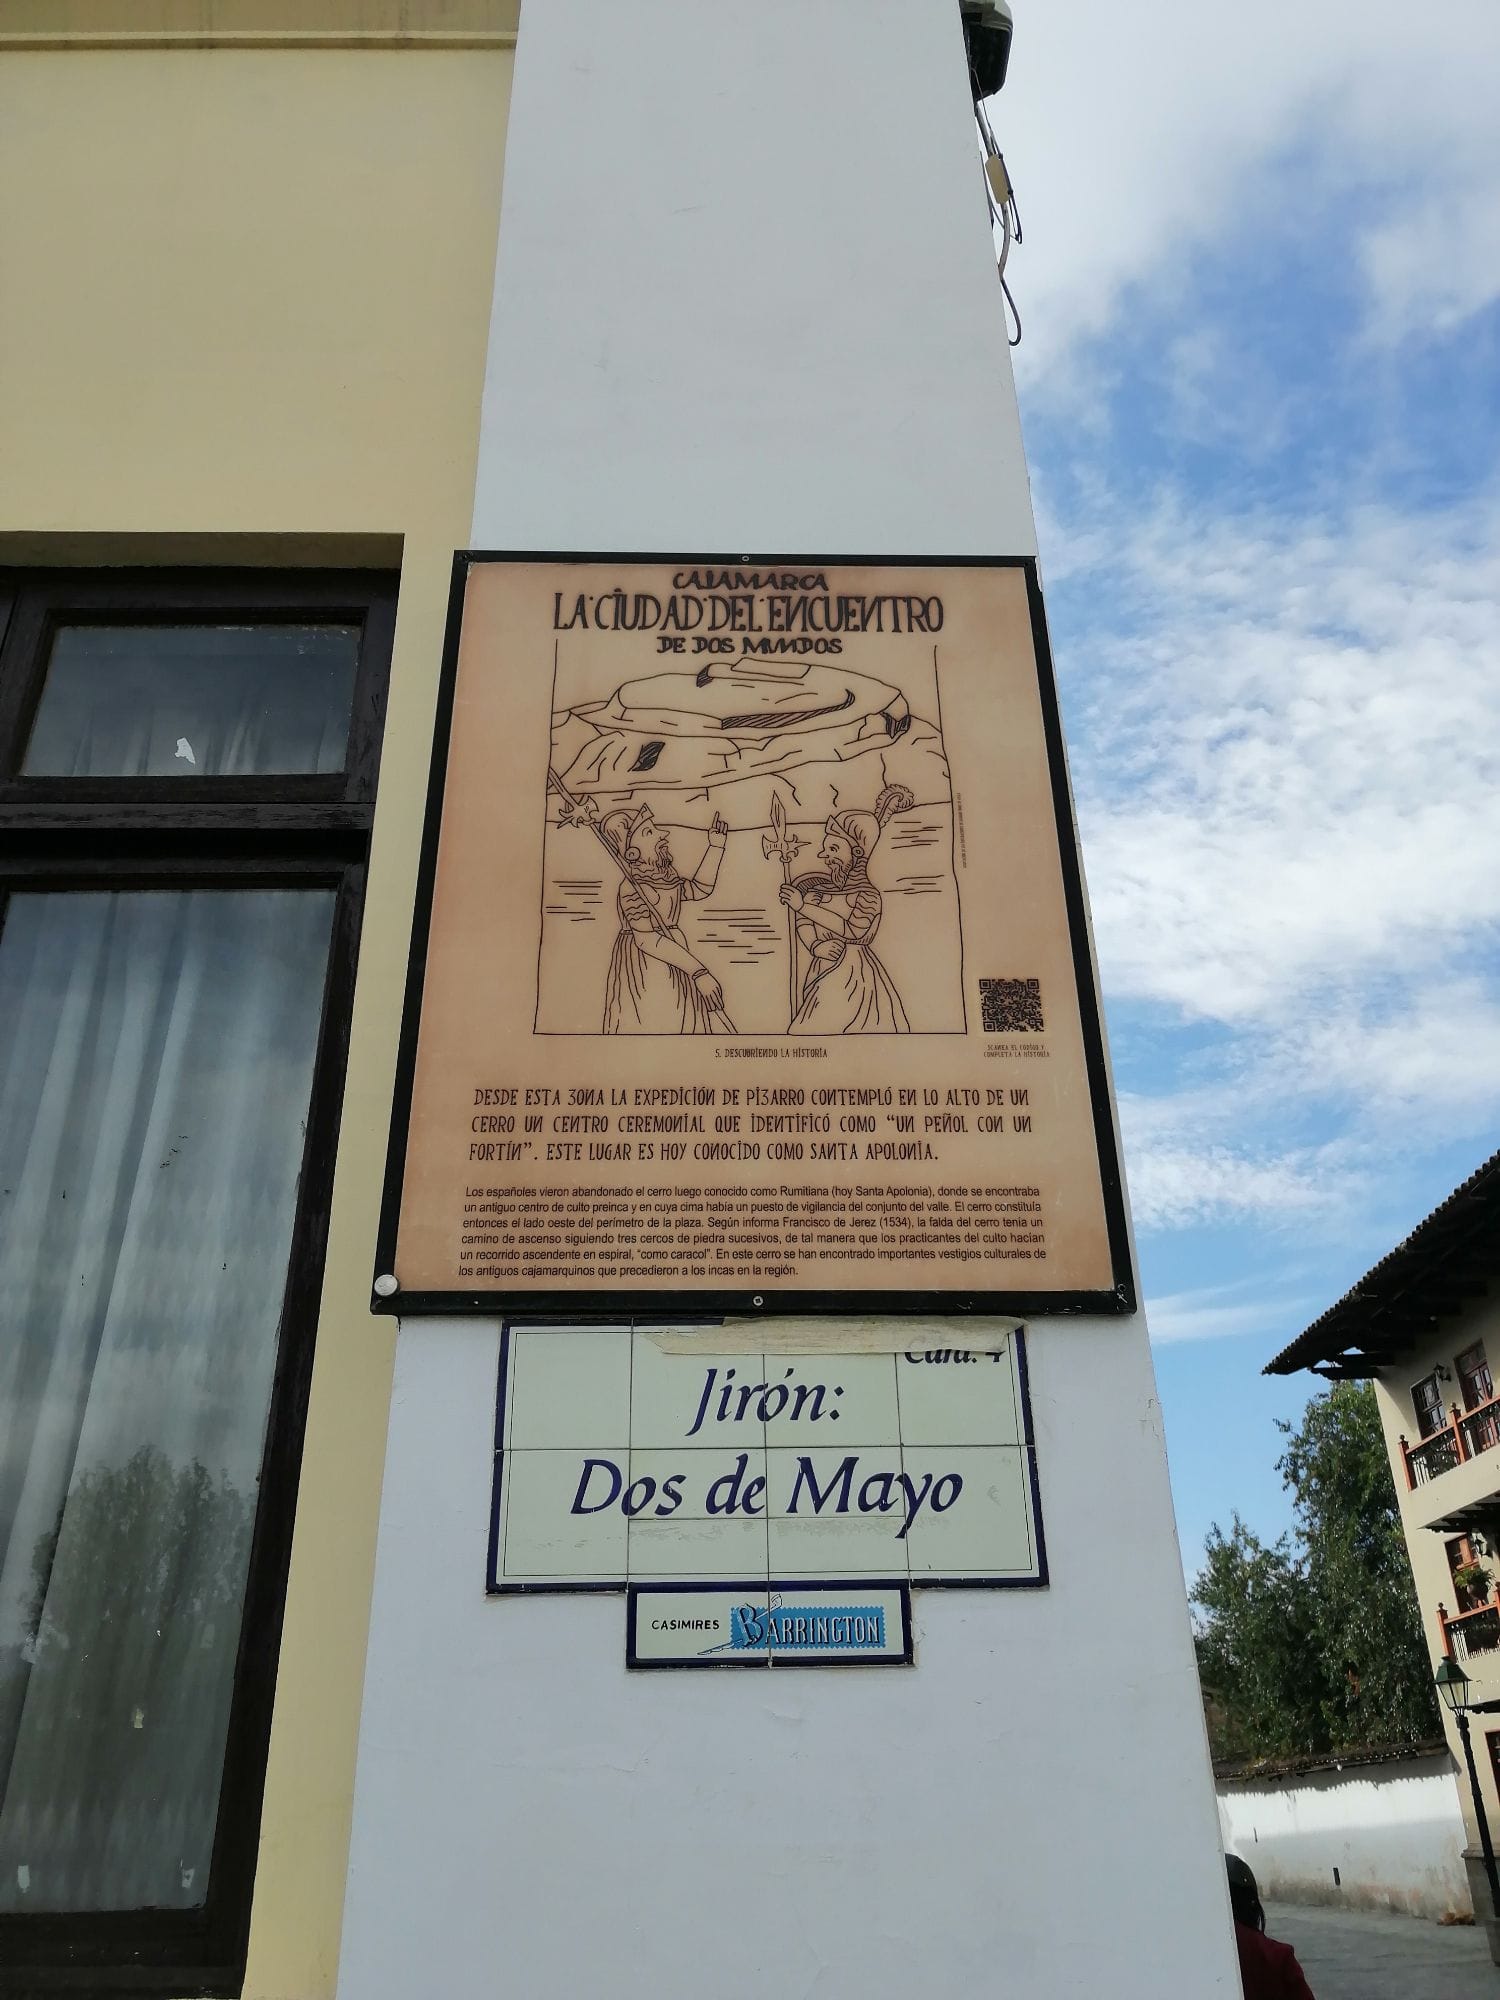 CAJAMARCA
LA CIUDAD DEL ENCUENTRO
DE DOS MUNDOS
5. DESCUBRIENDO LA HISTORIA
SCANEA EL CODIGO Y
COMPLETA LA HISTORIA
DESDE ESTA ZONA LA EXPEDICIÓN DE PIZARRO CONTEMPLÓ EN LO ALTO DE UN
CERRO UN CENTRO CEREMONIAL QUE IDENTIFICÓ COMO "UN PEÑOL CON UN
FORTÍN". ESTE LUGAR ES HOY CONOCIDO COMO SANTA APOLONIA.
Los españoles vieron abandonado el cerro luego conocido como Rumitiana (hoy Santa Apolonia), donde se encontraba
un antiguo centro de culto preinca y en cuya cima había un puesto de vigilancia del conjunto del valle. El cerro constituía
entonces el lado oeste del perímetro de la plaza. Según informa Francisco de Jerez (1534), la falda del cerro tenía un
camino de ascenso siguiendo tres cercos de piedra sucesivos, de tal manera que los practicantes del culto hacían
un recorrido ascendente en espiral, "como caracol". En este cerro se han encontrado importantes vestigios culturales de
los antiguos cajamarquinos que precedieron a los incas en la región.
Cdra. 4
Jirón:
Dos de Mayo
CASIMIRES BARRINGTON